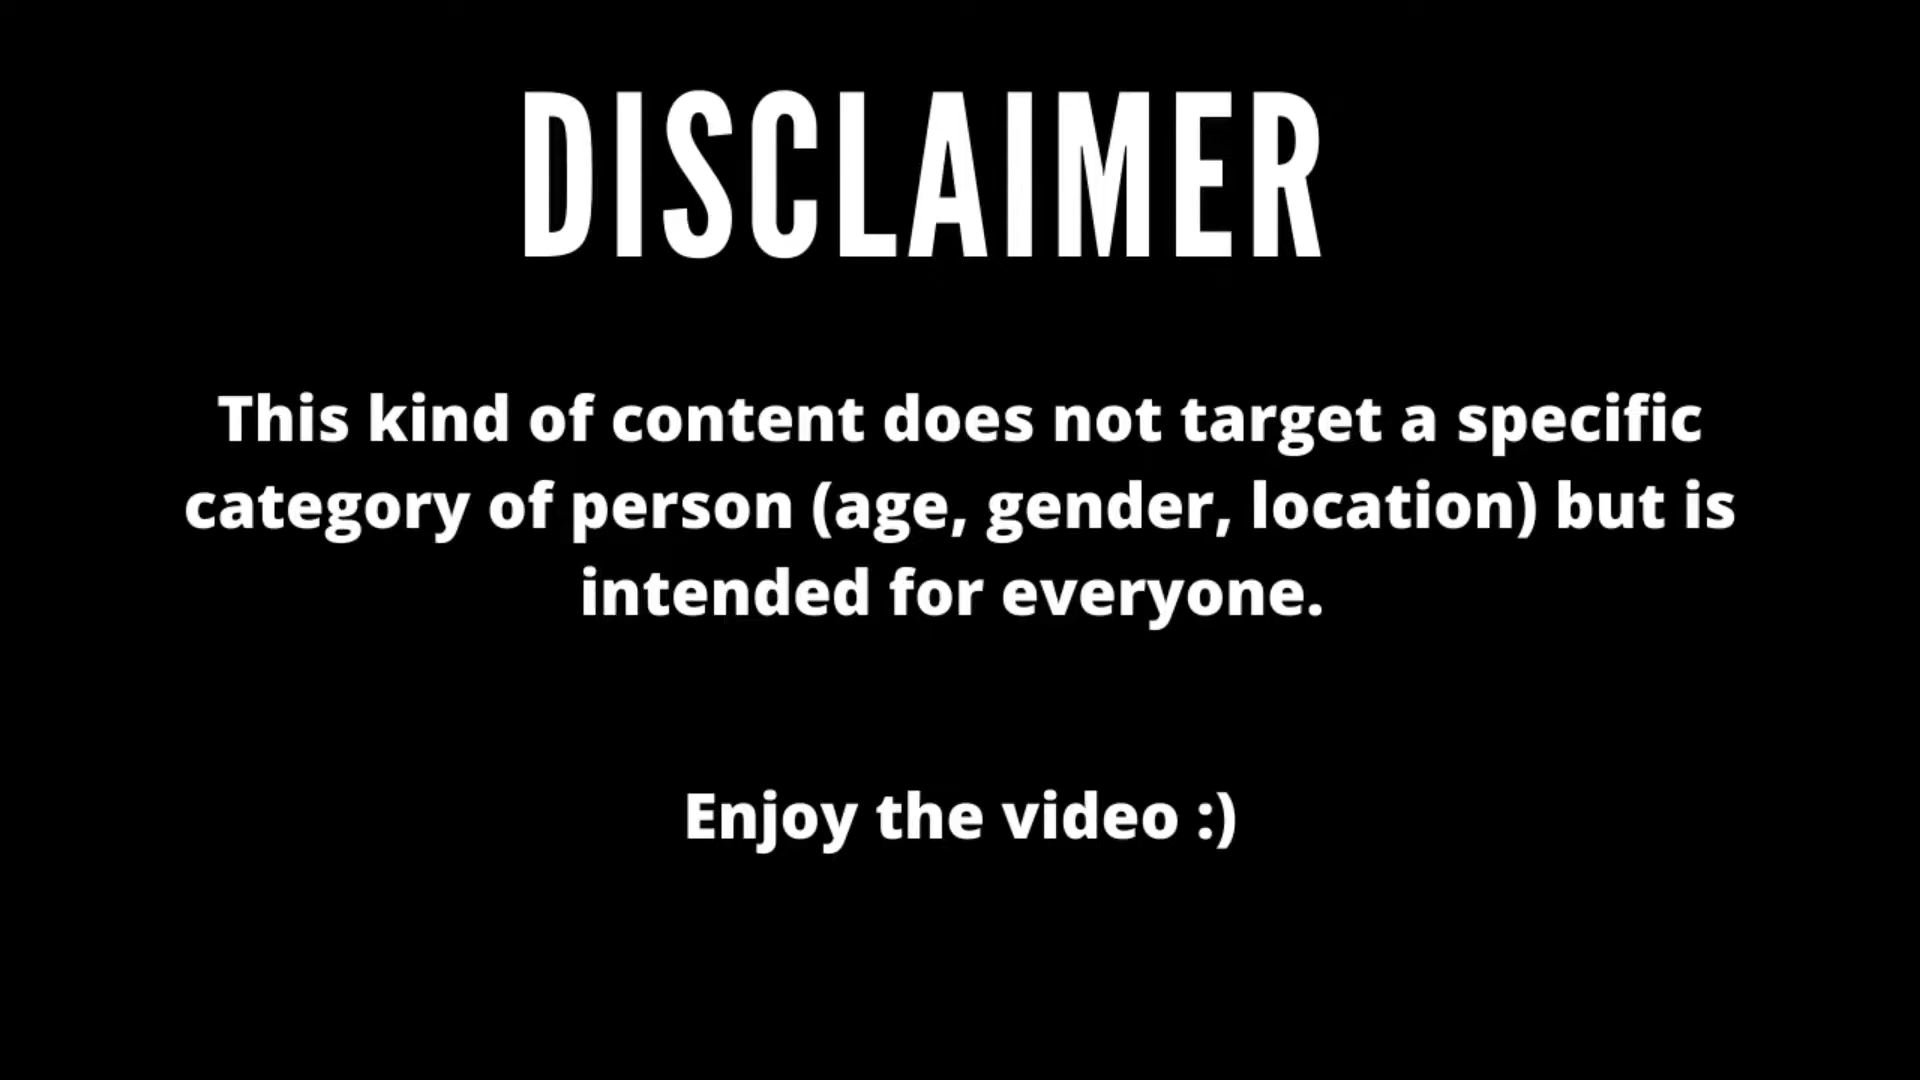 DISCLAIMER
This kind of content does not target a specific
category of person (age, gender, location) but is
intended for everyone.
Enjoy the video :)